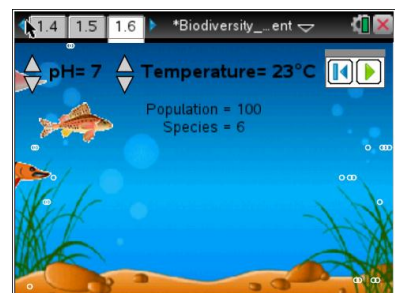 1.4 1.5 1.6 *Biodiversity_...ent
pH= 7 Temperature= 23°C
Population = 100
Species = 6